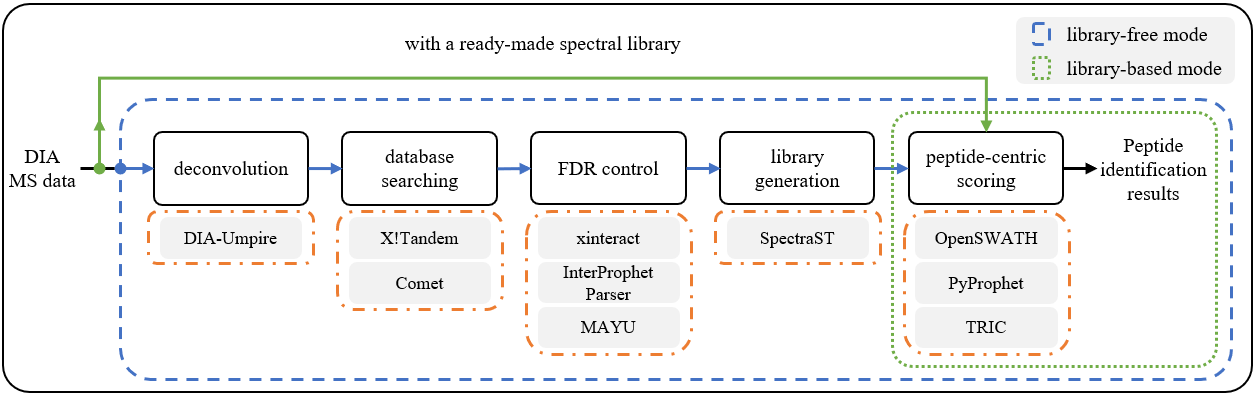 with a ready-made spectral library
library-free mode
library-based mode
DIA
MS data
deconvolution
DIA-Umpire
database
searching
X!Tandem
Comet
FDR control
xinteract
InterProphet
Parser
MAYU
library
generation
SpectraST
peptide-centric
scoring
OpenSWATH
PyProphet
TRIC
Peptide
identification
results